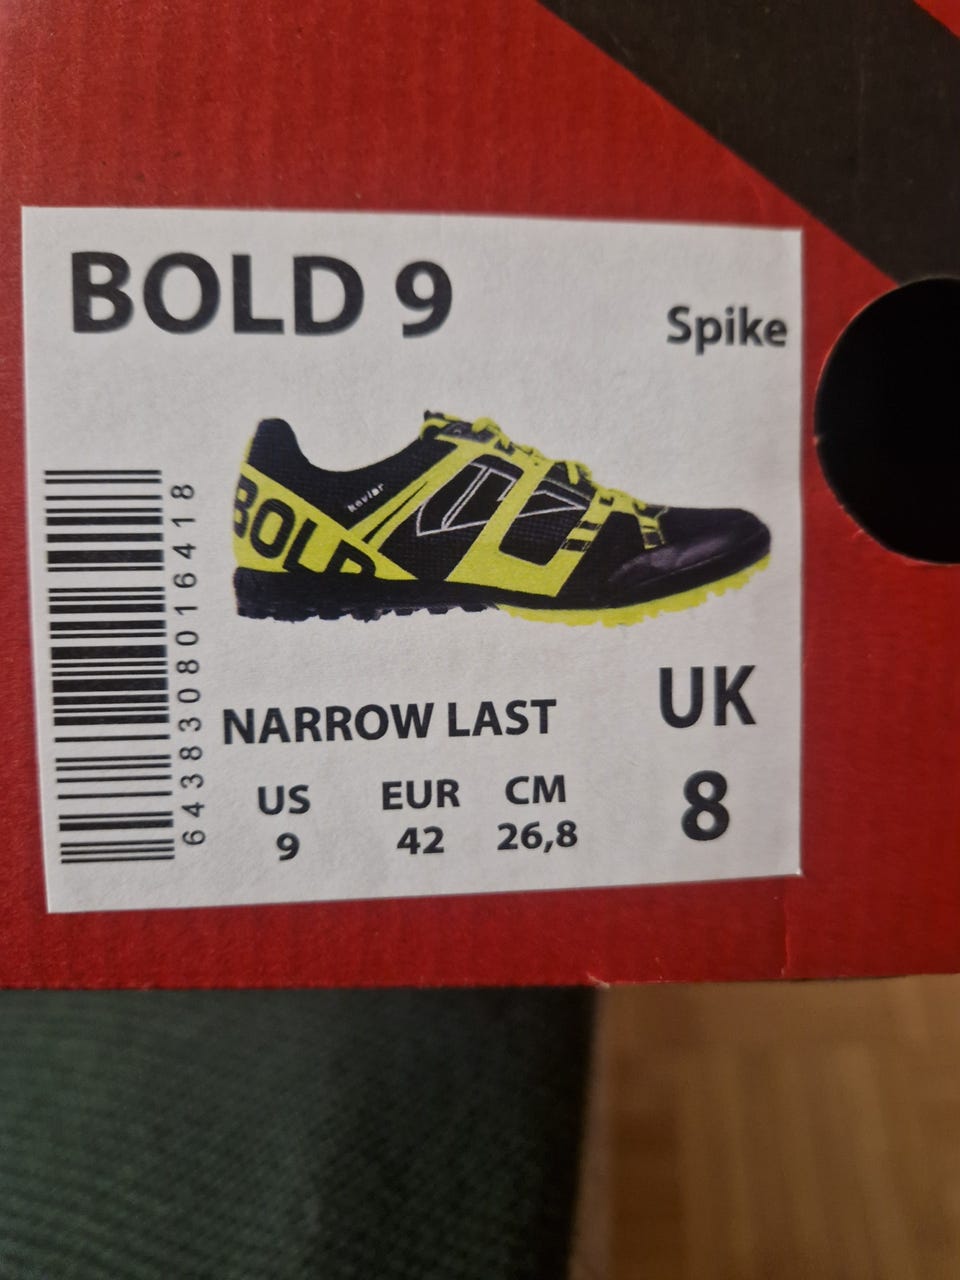 BOLD 9
Spike
kevlar
BOLD
6438308016418
NARROW LAST
UK
8
US EUR CM
9 42 26,8